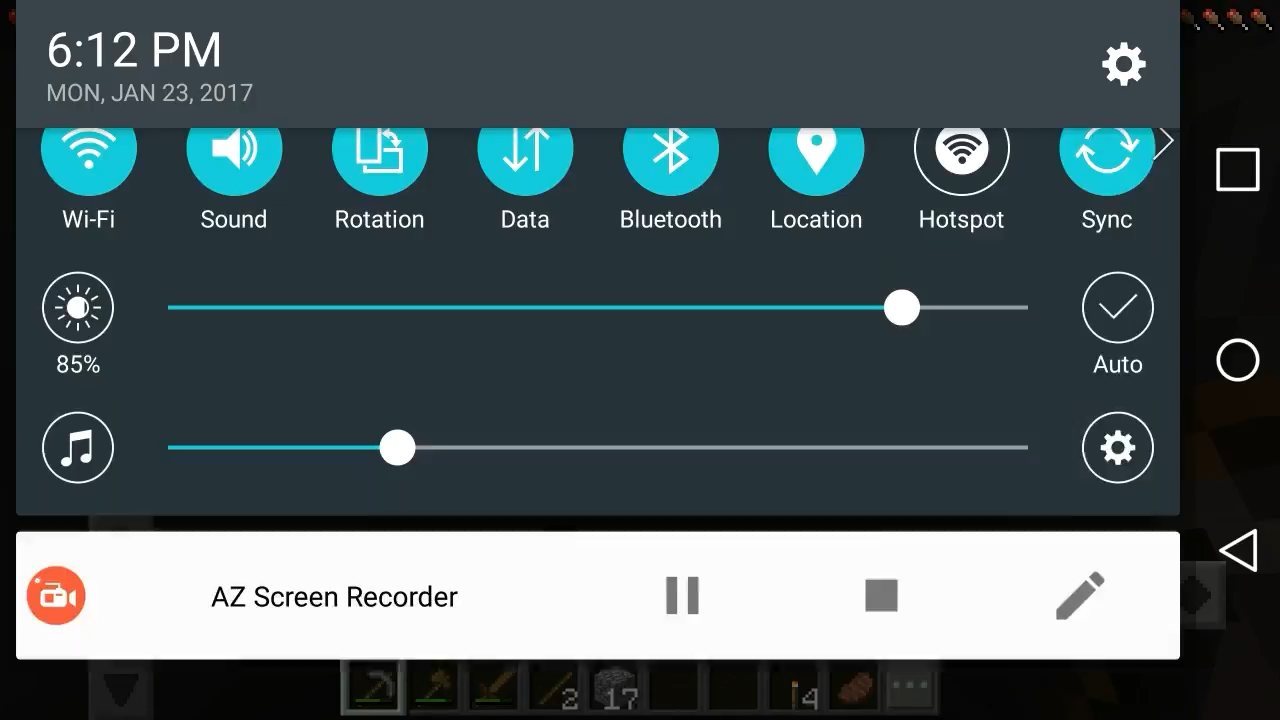 6:12 PM
MON, JAN 23, 2017
Wi-Fi Sound Rotation Data Bluetooth Location Hotspot Sync
85% Auto
AZ Screen Recorder
2 17 4